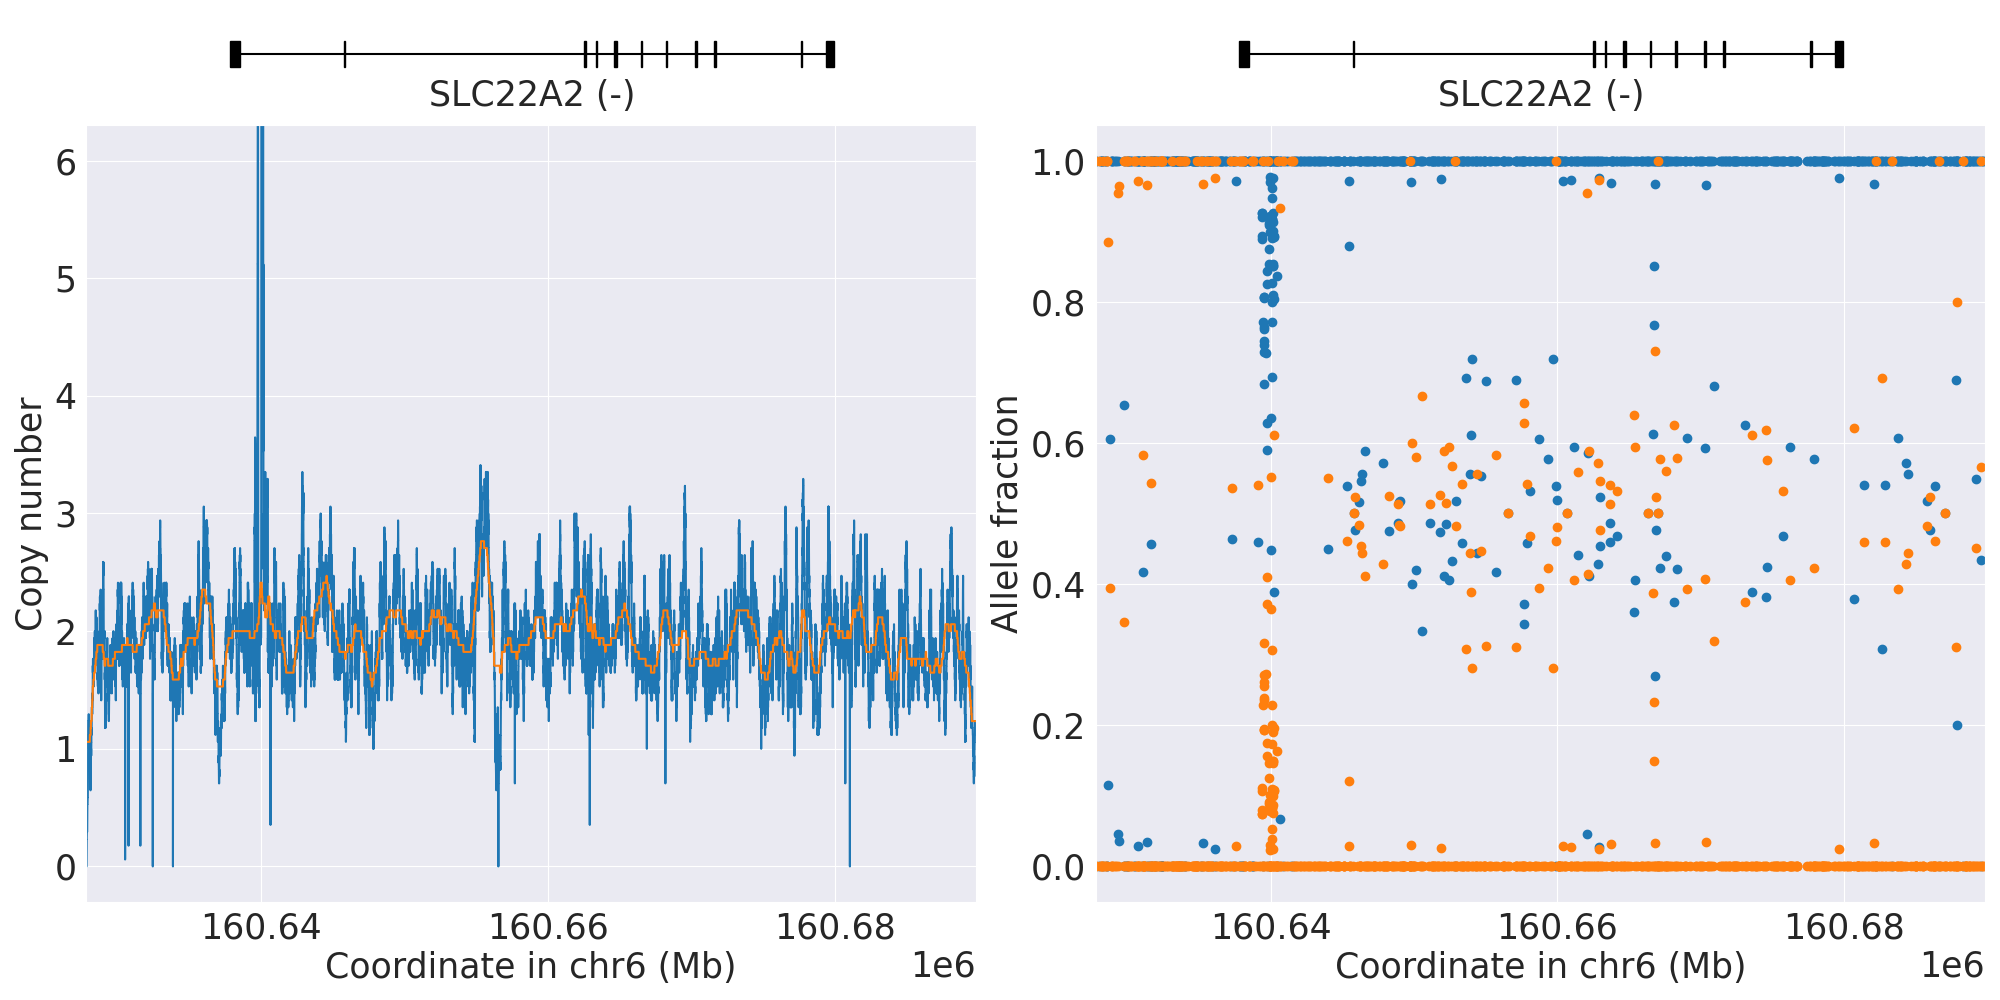 SLC22A2 (-)
Copy number
6
5
4
3
2
1
0
160.64
160.66
160.68
Coordinate in chr6 (Mb)
1e6
SLC22A2 (-)
Allele fraction
1.0
0.8
0.6
0.4
0.2
0.0
160.64
160.66
160.68
Coordinate in chr6 (Mb)
1e6